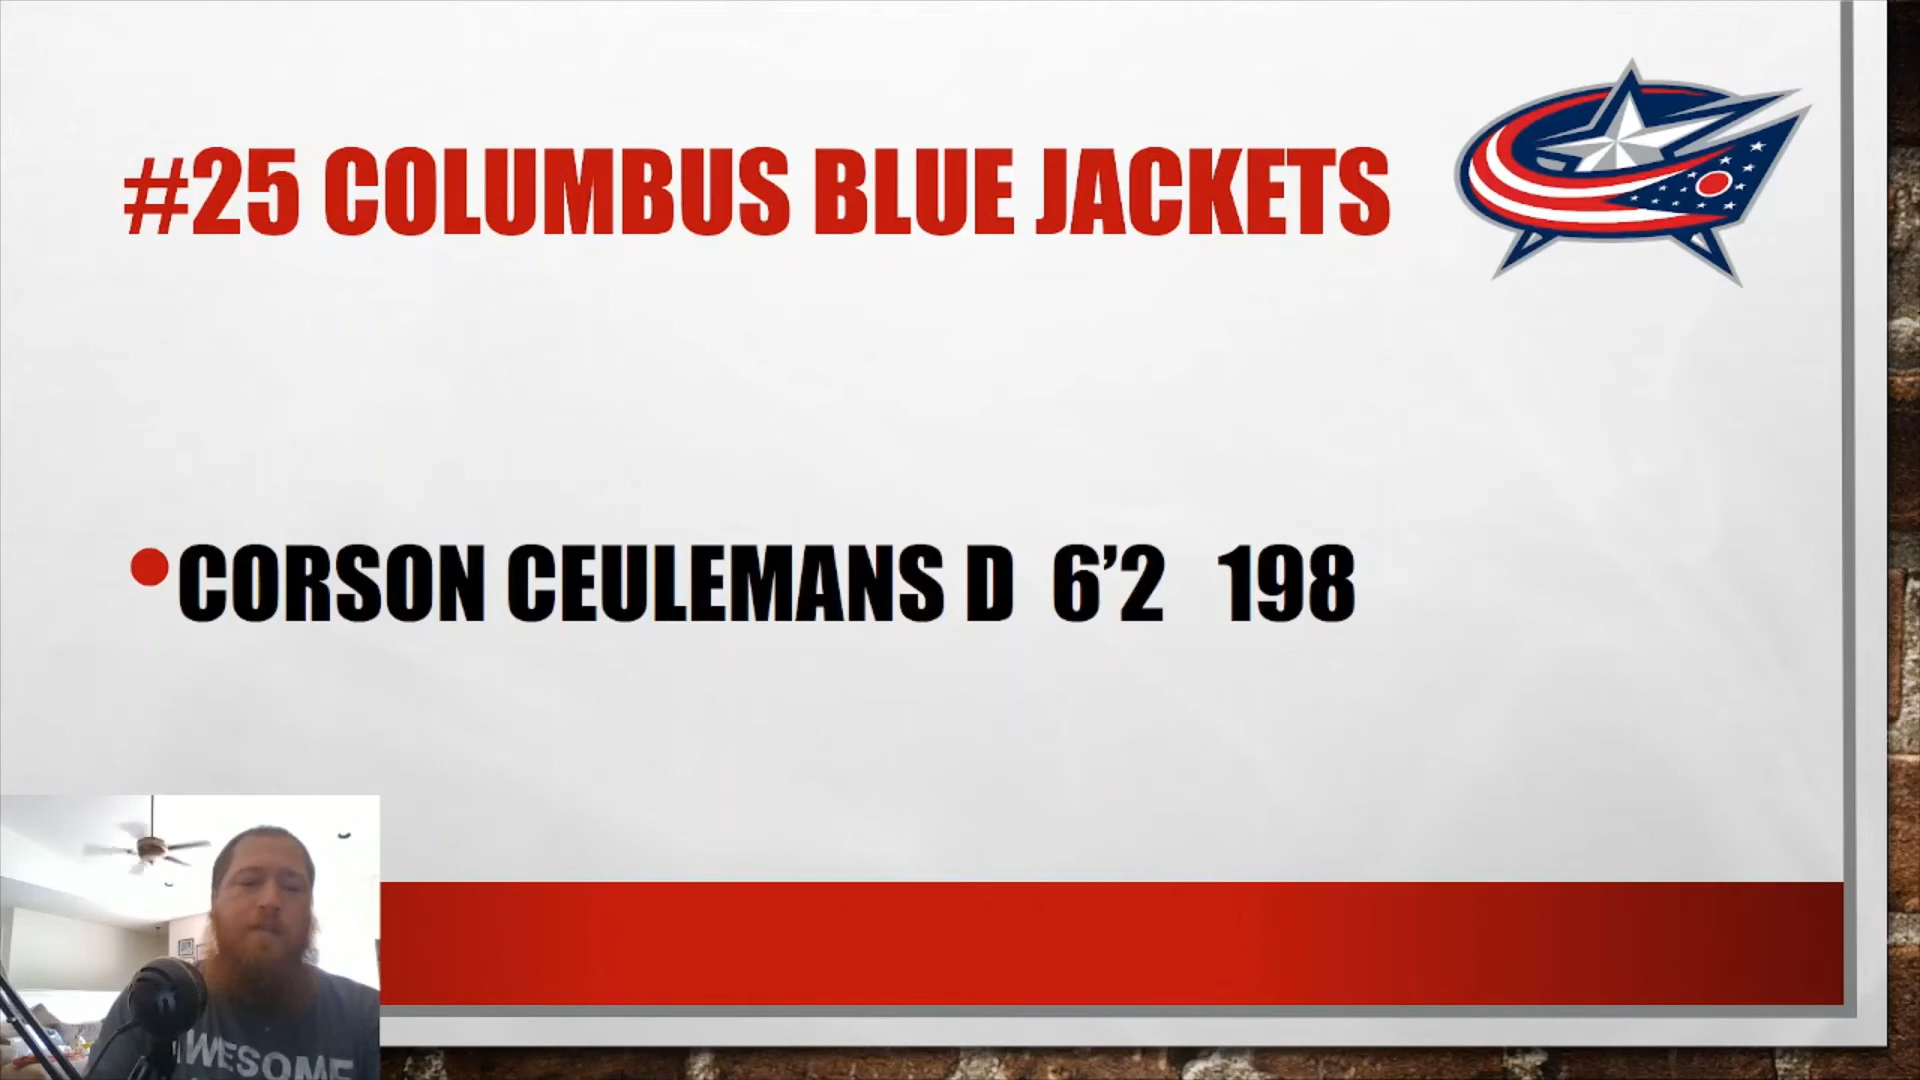 #25 COLUMBUS BLUE JACKETS
•CORSON CEULEMANS D 6’2 198
WESOME